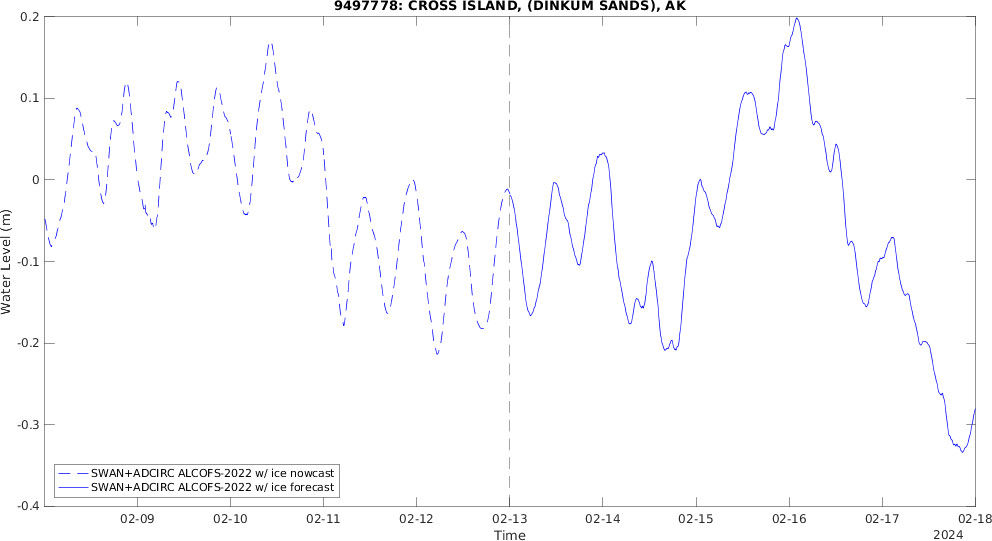 9497778: CROSS ISLAND, (DINKUM SANDS), AK
0.2
0.1
0
-0.1
-0.2
-0.3
-0.4
Water Level (m)
SWAN+ADCIRC ALCOFS-2022 w/ ice nowcast
SWAN+ADCIRC ALCOFS-2022 w/ ice forecast
02-09 02-10 02-11 02-12 02-13 02-14 02-15 02-16 02-17 02-18
Time
2024